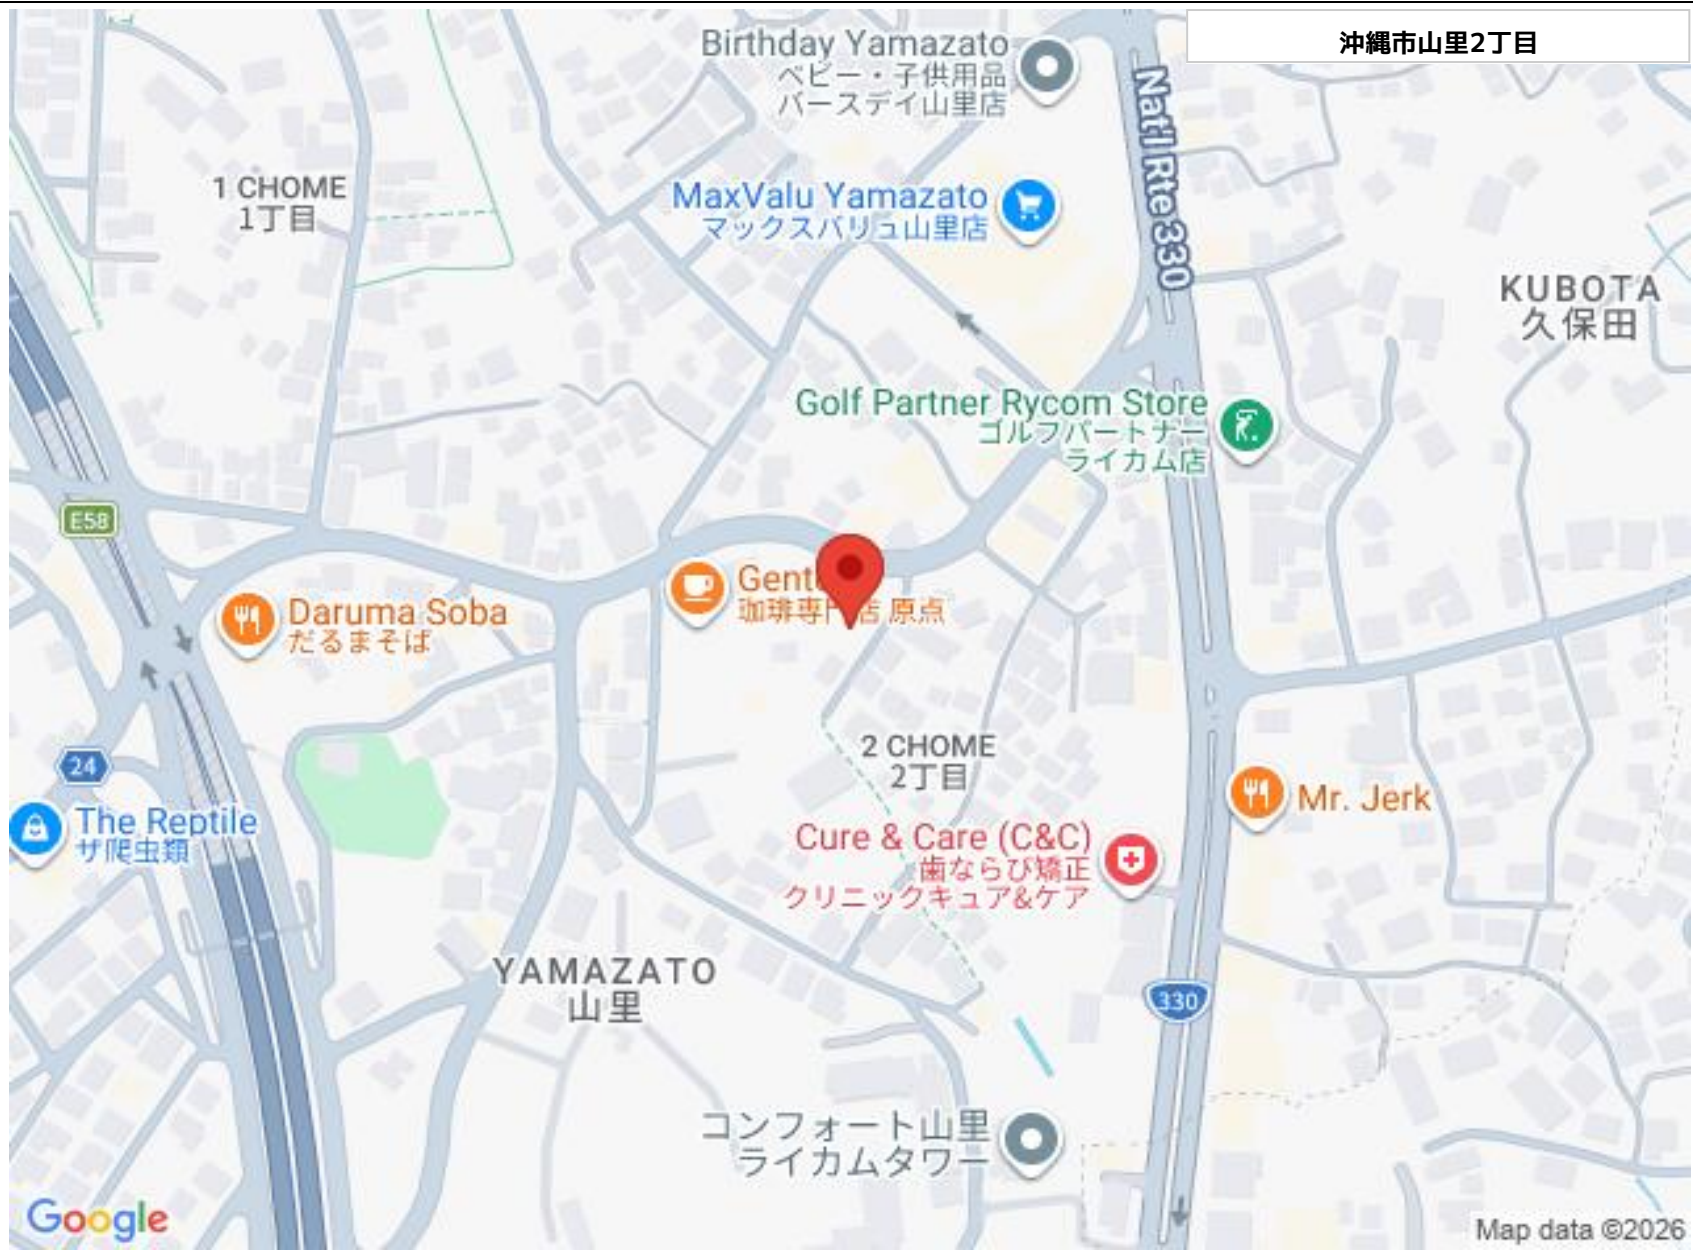 沖縄市山里2丁目
Birthday Yamazato
ベビー・子供用品
バースデイ山里店
Nat'l Rte 330
1 CHOME
1丁目
MaxValu Yamazato
マックスバリュ山里店
KUBOTA
久保田
Golf Partner Rycom Store
ゴルフパートナー
ライカム店
E58
Daruma Soba
だるまそば
珈琲専門店 原点
2 CHOME
2丁目
24
The Reptile
ザ爬虫類
Mr. Jerk
Cure & Care (C&C)
歯ならび矯正
クリニックキュア&ケア
YAMAZATO
山里
330
コンフォート山里
ライカムタワー
Google
Map data ©2026